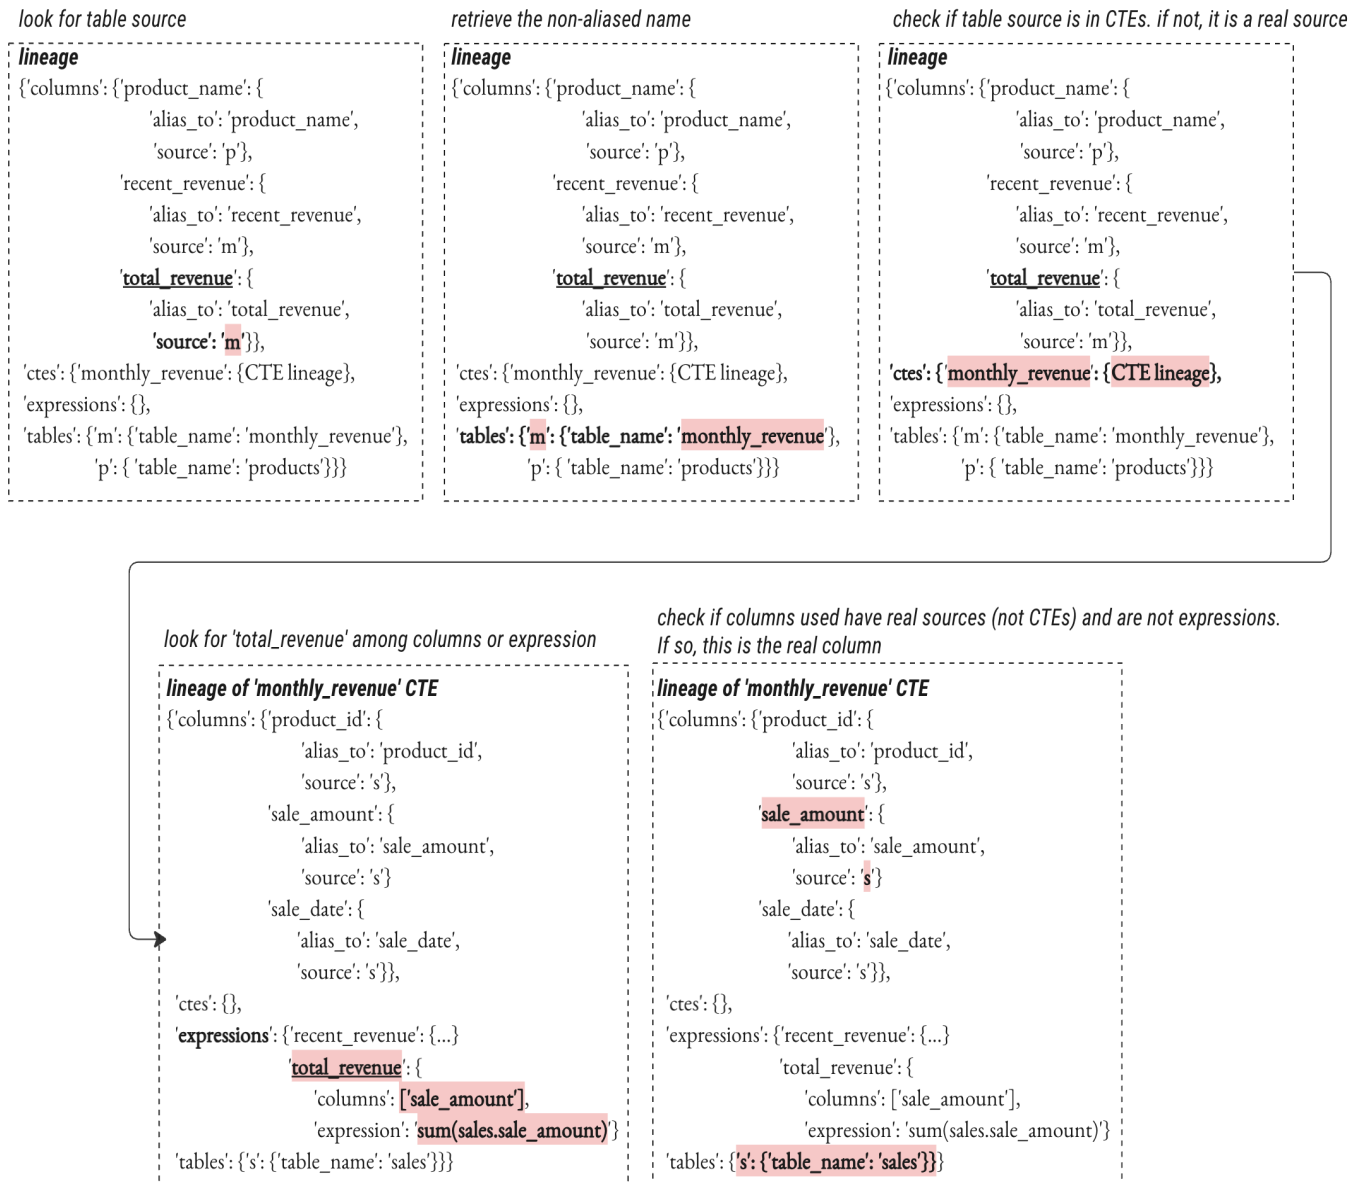 look for table source
lineage
{'columns': {'product_name': {
'alias_to': 'product_name',
'source': 'p'},
'recent_revenue': {
'alias_to': 'recent_revenue',
'source': 'm'},
'total_revenue': {
'alias_to': 'total_revenue',
'source': 'm'}},
'ctes': {'monthly_revenue': {CTE lineage},
'expressions': {},
'tables': {'m': {'table_name': 'monthly_revenue'},
'p': { 'table_name': 'products'}}}
retrieve the non-aliased name
lineage
{'columns': {'product_name': {
'alias_to': 'product_name',
'source': 'p'},
'recent_revenue': {
'alias_to': 'recent_revenue',
'source': 'm'},
'total_revenue': {
'alias_to': 'total_revenue',
'source': 'm'}},
'ctes': {'monthly_revenue': {CTE lineage},
'expressions': {},
'tables': {'m': {'table_name': 'monthly_revenue'},
'p': { 'table_name': 'products'}}}
check if table source is in CTEs. if not, it is a real source
lineage
{'columns': {'product_name': {
'alias_to': 'product_name',
'source': 'p'},
'recent_revenue': {
'alias_to': 'recent_revenue',
'source': 'm'},
'total_revenue': {
'alias_to': 'total_revenue',
'source': 'm'}},
'ctes': {'monthly_revenue': {CTE lineage},
'expressions': {},
'tables': {'m': {'table_name': 'monthly_revenue'},
'p': { 'table_name': 'products'}}}
look for 'total_revenue' among columns or expression
lineage of 'monthly_revenue' CTE
{'columns': {'product_id': {
'alias_to': 'product_id',
'source': 's'},
'sale_amount': {
'alias_to': 'sale_amount',
'source': 's'}
'sale_date': {
'alias_to': 'sale_date',
'source': 's'}},
'ctes': {},
'expressions': {'recent_revenue': {...}
'total_revenue': {
'columns': ['sale_amount'],
'expression': 'sum(sales.sale_amount)'}
'tables': {'s': {'table_name': 'sales'}}}
check if columns used have real sources (not CTEs) and are not expressions.
If so, this is the real column
lineage of 'monthly_revenue' CTE
{'columns': {'product_id': {
'alias_to': 'product_id',
'source': 's'},
'sale_amount': {
'alias_to': 'sale_amount',
'source': 's'}
'sale_date': {
'alias_to': 'sale_date',
'source': 's'}},
'ctes': {},
'expressions': {'recent_revenue': {...}
'total_revenue': {
'columns': ['sale_amount'],
'expression': 'sum(sales.sale_amount)'}
'tables': {'s': {'table_name': 'sales'}}}